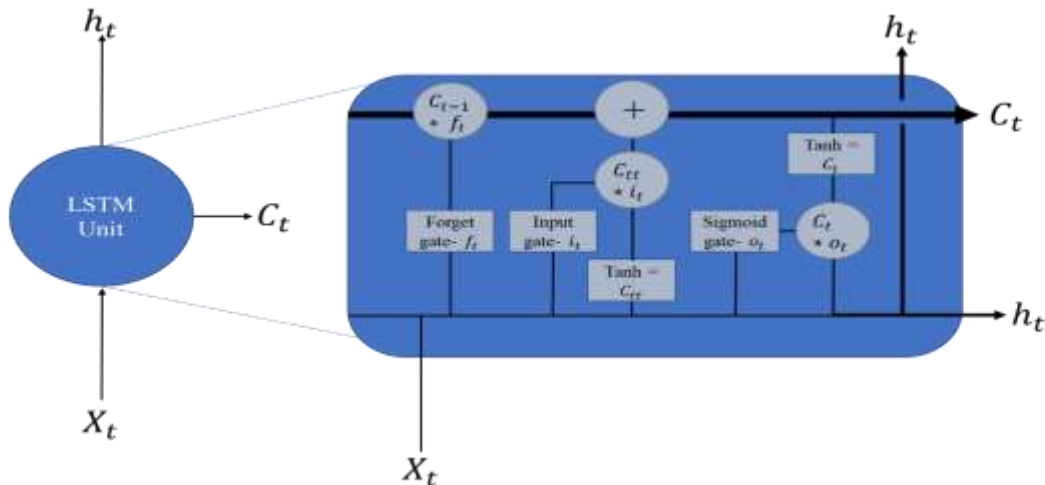 h_t
LSTM
Unit
C_t
X_t
h_t
C_{t-1}
* f_t
+
C_t
Tanh =
C_t
C_{tt}
* i_t
Forget
gate- f_t
Input
gate- i_t
Sigmoid
gate- o_t
C_t
* o_t
Tanh =
C_{tt}
h_t
X_t